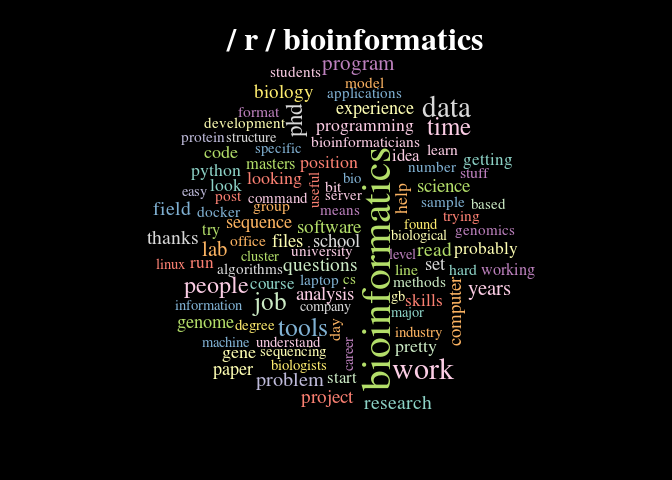 / r / bioinformatics
students program
model
biology applications
format phd experience data
development programming time
protein structure bioinformaticians
code specific idea learn
masters position number getting
python looking bio stuff
easy look useful bit science
post command server help sample based
field docker group means trying
sequence software found genomics
thanks try office files school biological
lab cluster university level read probably
linux run algorithms questions line set hard working
people course laptop cs methods
job analysis gb skills years
information company major computer
genome degree tools day industry
machine understand career pretty
gene sequencing bioinformatics
paper biologists work
problem start
project research